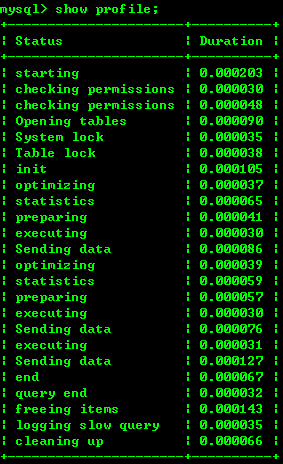 mysql> show profile;
+----------------------+----------+
| Status               | Duration |
+----------------------+----------+
| starting             | 0.000203 |
| checking permissions | 0.000030 |
| checking permissions | 0.000048 |
| Opening tables       | 0.000090 |
| System lock          | 0.000035 |
| Table lock           | 0.000038 |
| init                 | 0.000105 |
| optimizing           | 0.000037 |
| statistics           | 0.000065 |
| preparing            | 0.000041 |
| executing            | 0.000030 |
| Sending data         | 0.000086 |
| optimizing           | 0.000039 |
| statistics           | 0.000059 |
| preparing            | 0.000057 |
| executing            | 0.000030 |
| Sending data         | 0.000076 |
| executing            | 0.000031 |
| Sending data         | 0.000127 |
| end                  | 0.000067 |
| query end            | 0.000032 |
| freeing items        | 0.000143 |
| logging slow query   | 0.000035 |
| cleaning up          | 0.000066 |
+----------------------+----------+